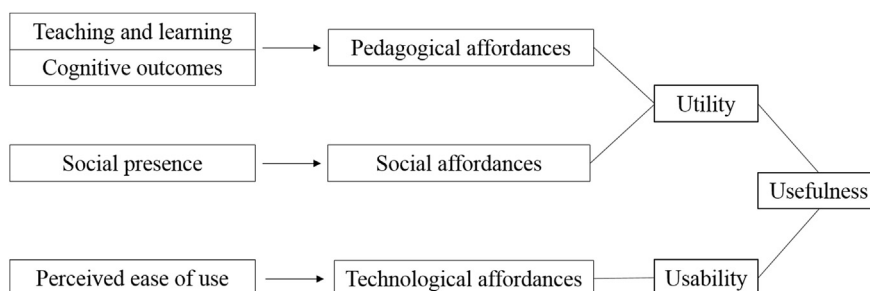 Teaching and learning
Cognitive outcomes
Pedagogical affordances
Utility
Social presence
Social affordances
Usefulness
Perceived ease of use
Technological affordances
Usability